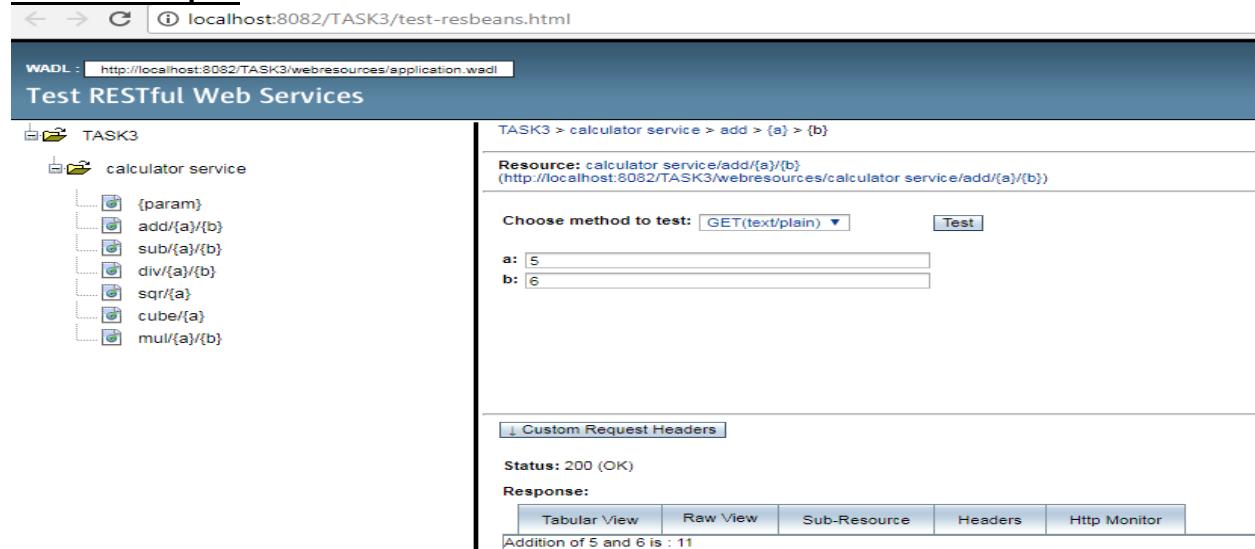 localhost:8082/TASK3/test-resbeans.html
WADL : http://localhost:8082/TASK3/webresources/application.wadl
Test RESTful Web Services
TASK3
calculator service
{param}
add/{a}/{b}
sub/{a}/{b}
div/{a}/{b}
sqr/{a}
cube/{a}
mul/{a}/{b}
TASK3 > calculator service > add > {a} > {b}
Resource: calculator service/add/{a}/{b}
(http://localhost:8082/TASK3/webresources/calculator service/add/{a}/{b})
Choose method to test: GET(text/plain) ▼ Test
a: 5
b: 6
↓ Custom Request Headers
Status: 200 (OK)
Response:
Tabular View Raw View Sub-Resource Headers Http Monitor
Addition of 5 and 6 is : 11